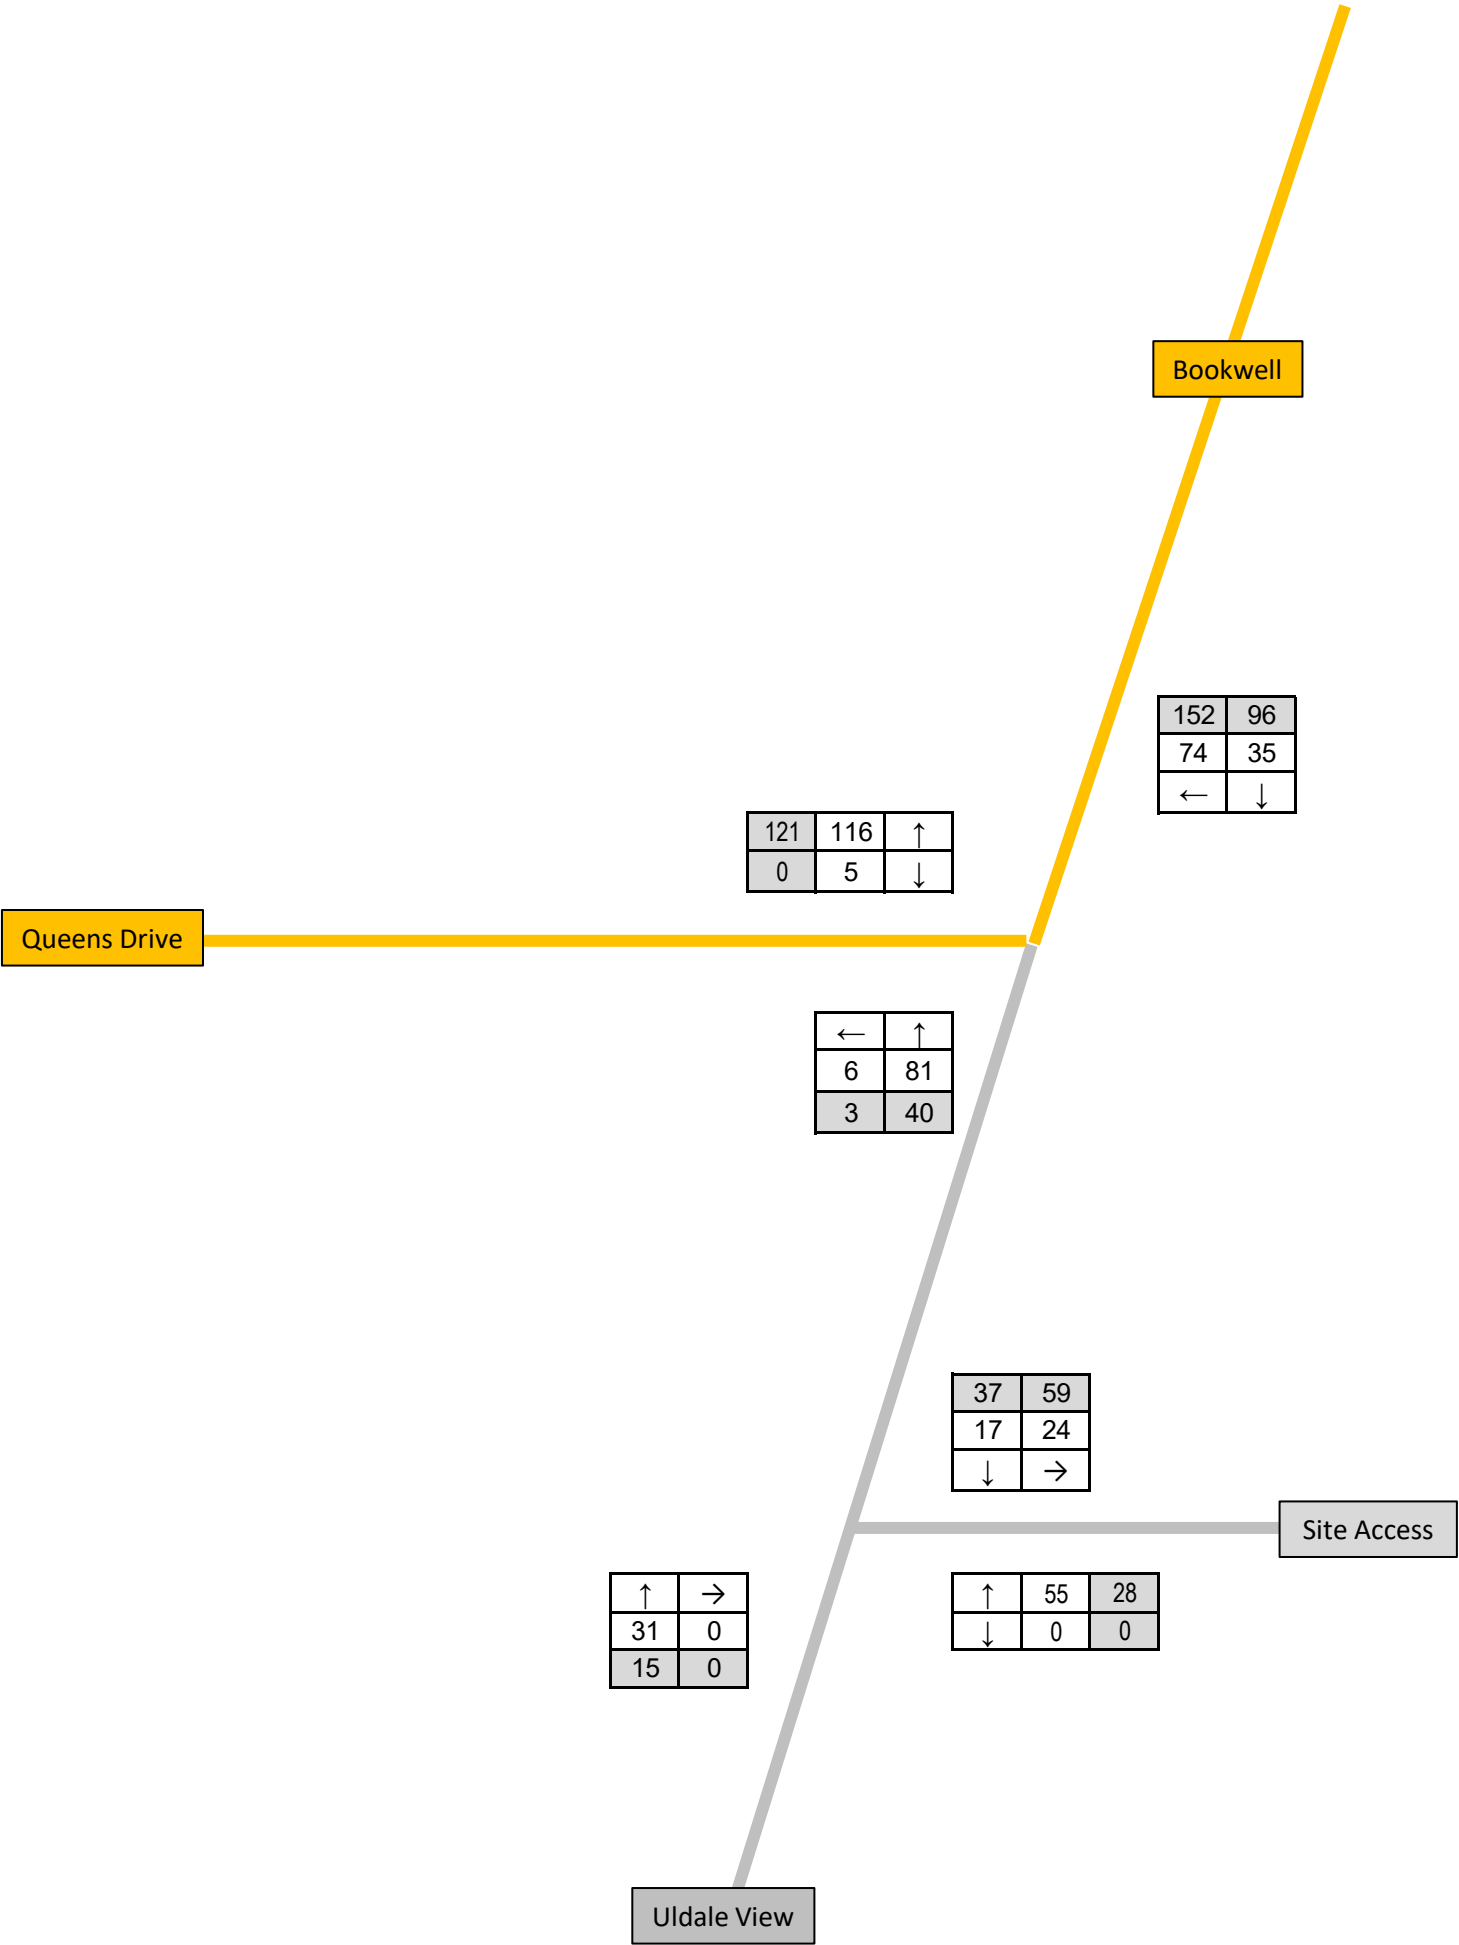 Bookwell
152 96
74 35
← ↓
121 116 ↑
0 5 ↓
Queens Drive
← ↑
6 81
3 40
37 59
17 24
↓ →
Site Access
↑ →
31 0
15 0
↑ 55 28
↓ 0 0
Uldale View